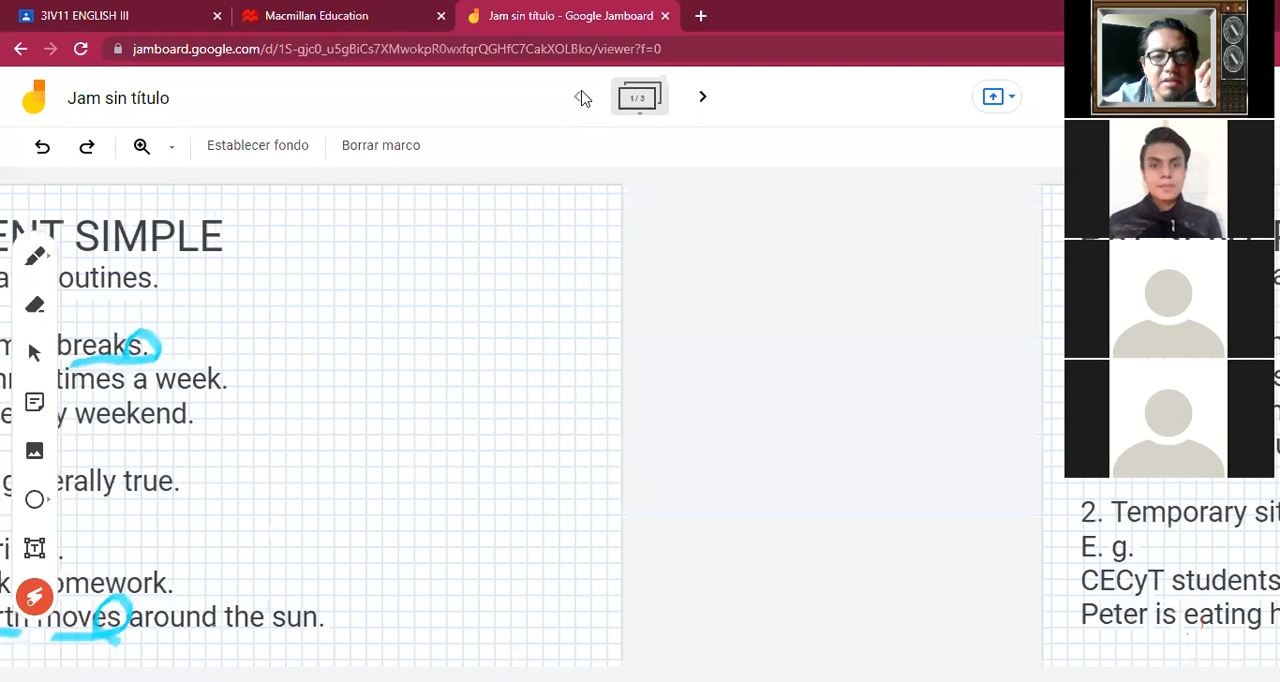 3IV11 ENGLISH III
Macmillan Education
Jam sin título - Google Jamboard
jamboard.google.com/d/1S-gjc0_u5gBiCs7XMwokpR0wxfqrQGHfC7CakXOLBko/viewer?f=0
Jam sin título
1 / 3
Establecer fondo
Borrar marco
SIMPLE
outines.
breaks.
times a week.
weekend.
erally true.
omework.
moves around the sun.
2. Temporary sit
E. g.
CECyT students
Peter is eating h